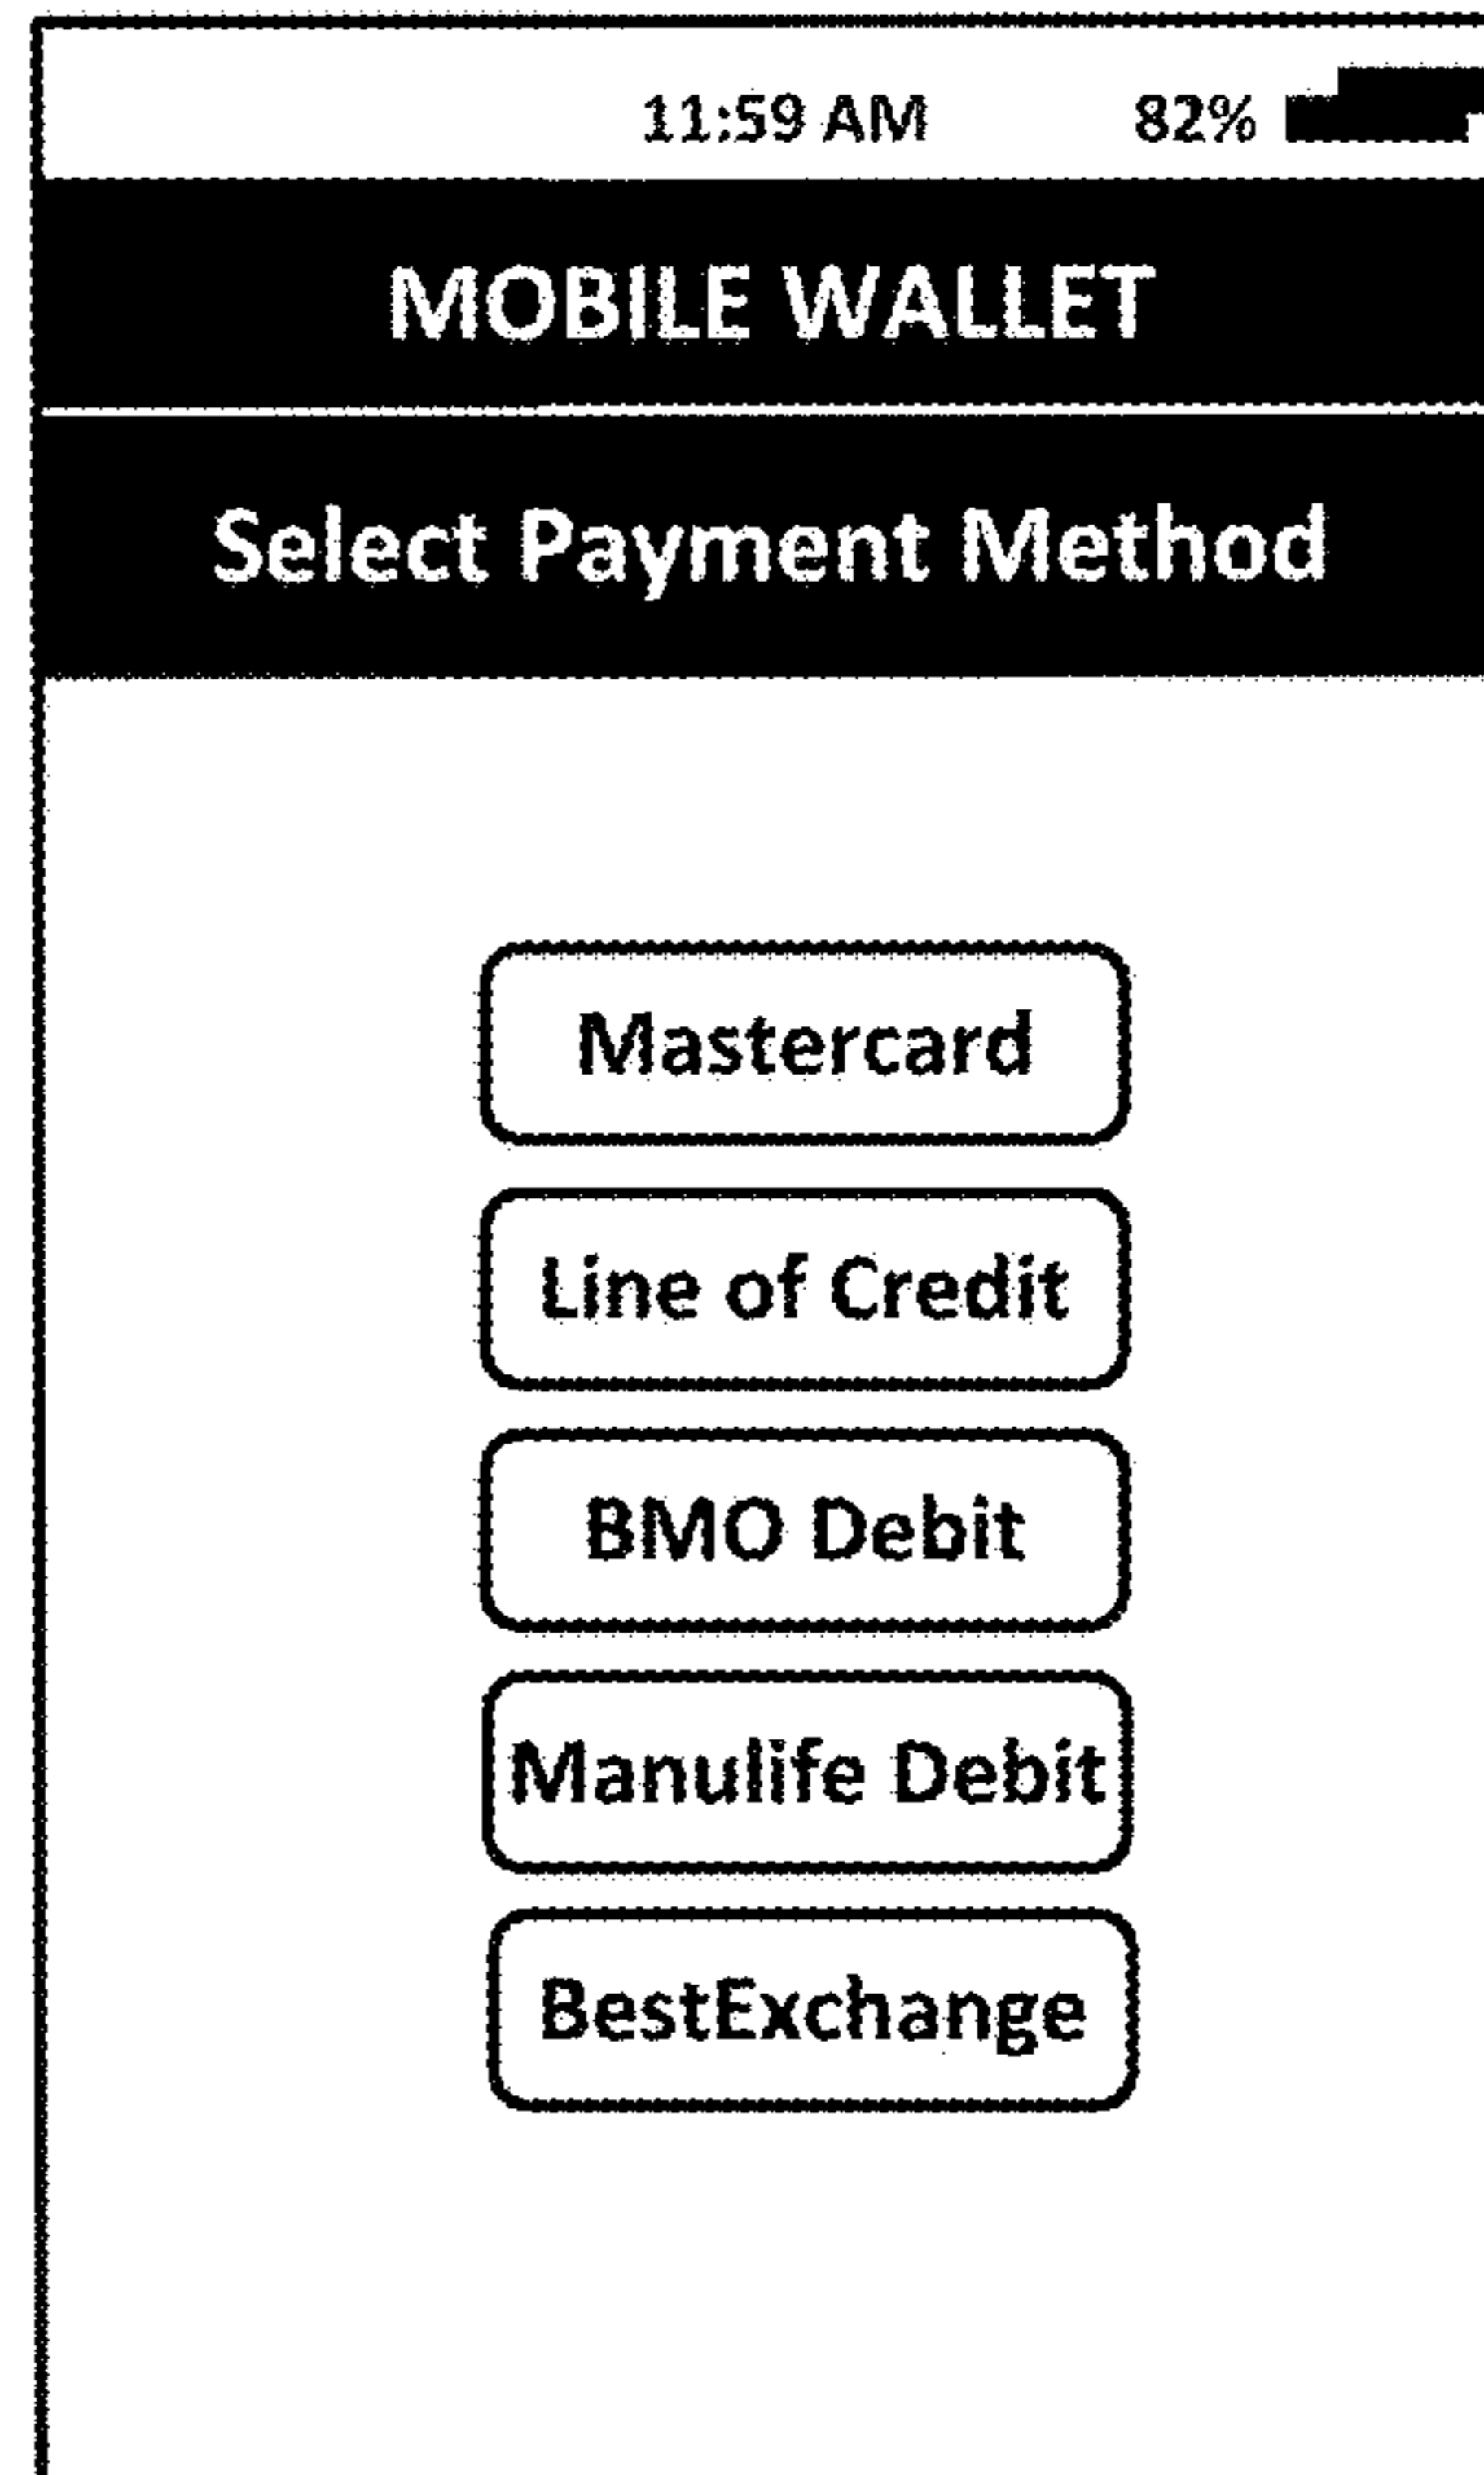 11:59 AM 82%
MOBILE WALLET
Select Payment Method
Mastercard
Line of Credit
BMO Debit
Manulife Debit
BestExchange